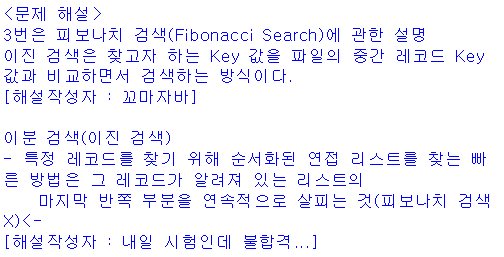 <문제 해설>
3번은 피보나치 검색(Fibonacci Search)에 관한 설명
이진 검색은 찾고자 하는 Key 값을 파일의 중간 레코드 Key
값과 비교하면서 검색하는 방식이다.
[해설작성자 : 꼬마자바]

이분 검색(이진 검색)
- 특정 레코드를 찾기 위해 순서화된 연접 리스트를 찾는 빠
른 방법은 그 레코드가 알려져 있는 리스트의
마지막 반쪽 부분을 연속적으로 살피는 것(피보나치 검색
X)<-
[해설작성자 : 내일 시험인데 불합격...]